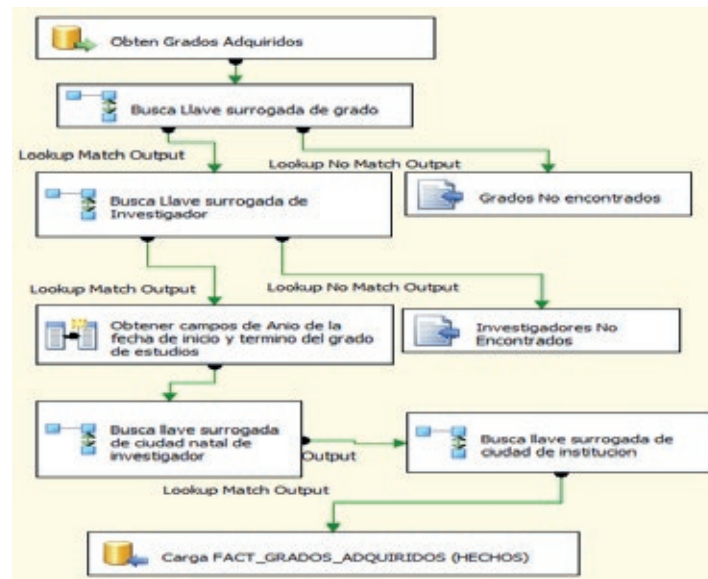 Obten Grados Adquiridos
Busca Llave surrogada de grado
Lookup Match Output
Lookup No Match Output
Busca Llave surrogada de
Investigador
Grados No encontrados
Lookup Match Output
Lookup No Match Output
Obtener campos de Anio de la
fecha de inicio y termino del grado
de estudios
Investigadores No
Encontrados
Busca llave surrogada
de ciudad natal de
investigador
Output
Busca llave surrogada de
ciudad de institucion
Lookup Match Output
Carga FACT_GRADOS_ADQUIRIDOS (HECHOS)